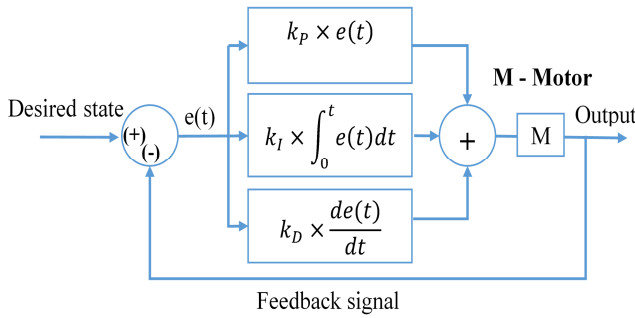 k_P × e(t)
M - Motor
Desired state
e(t)
Output
(+)
(-)
k_I × ∫_0^t e(t)dt
+
M
k_D × de(t)/dt
Feedback signal